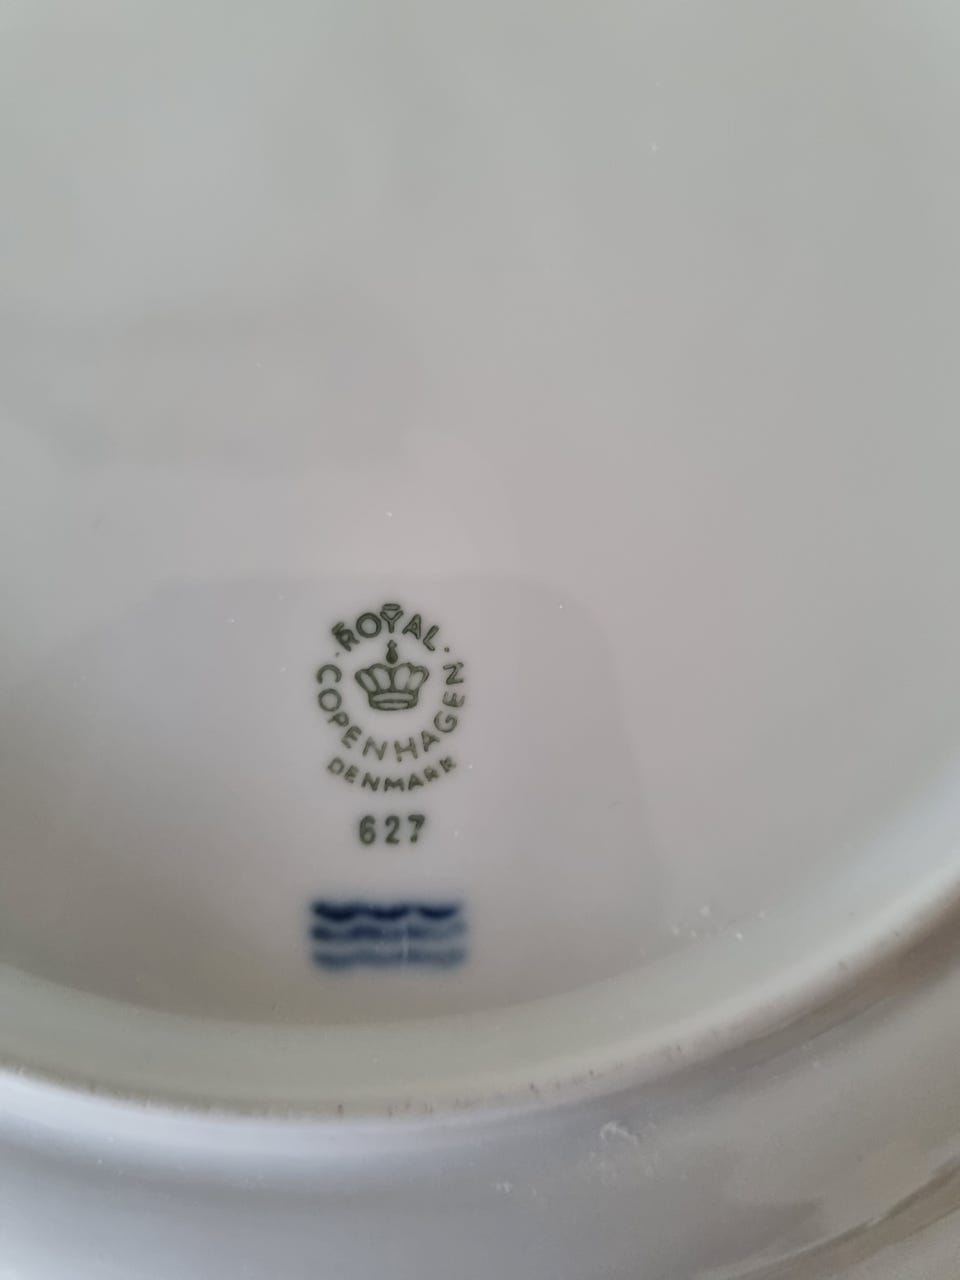 ROYAL
COPENHAGEN
DENMARK
627